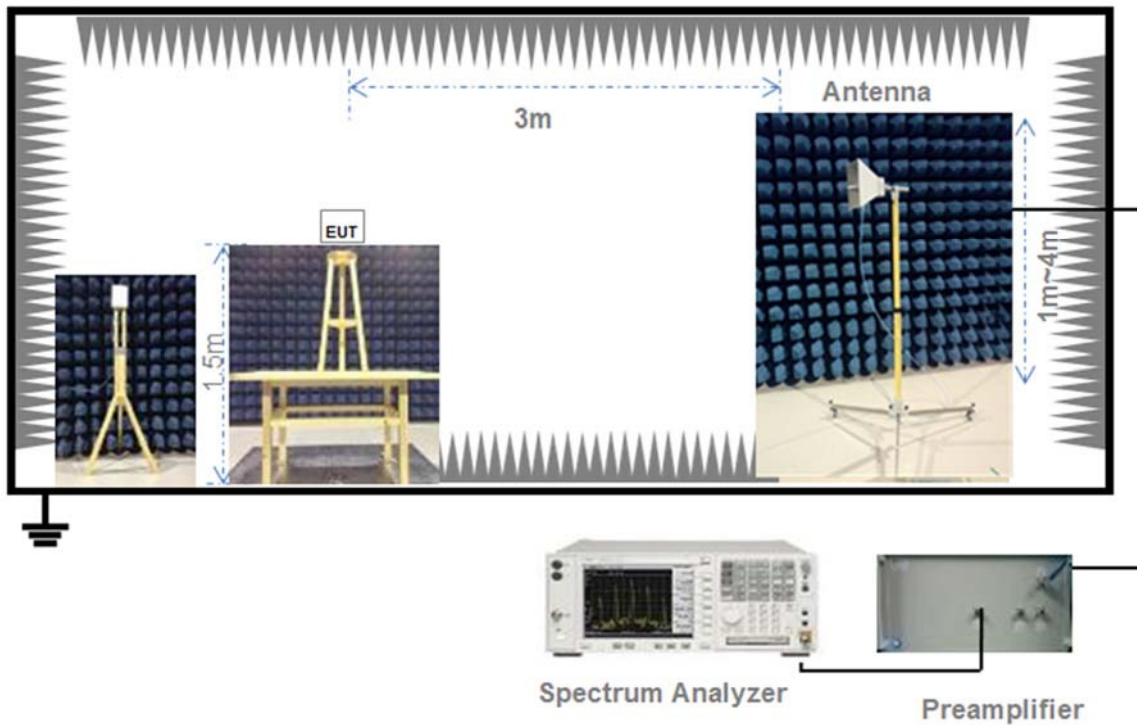 Antenna
3m
EUT
1.5m
1m~4m
Spectrum Analyzer
Preamplifier